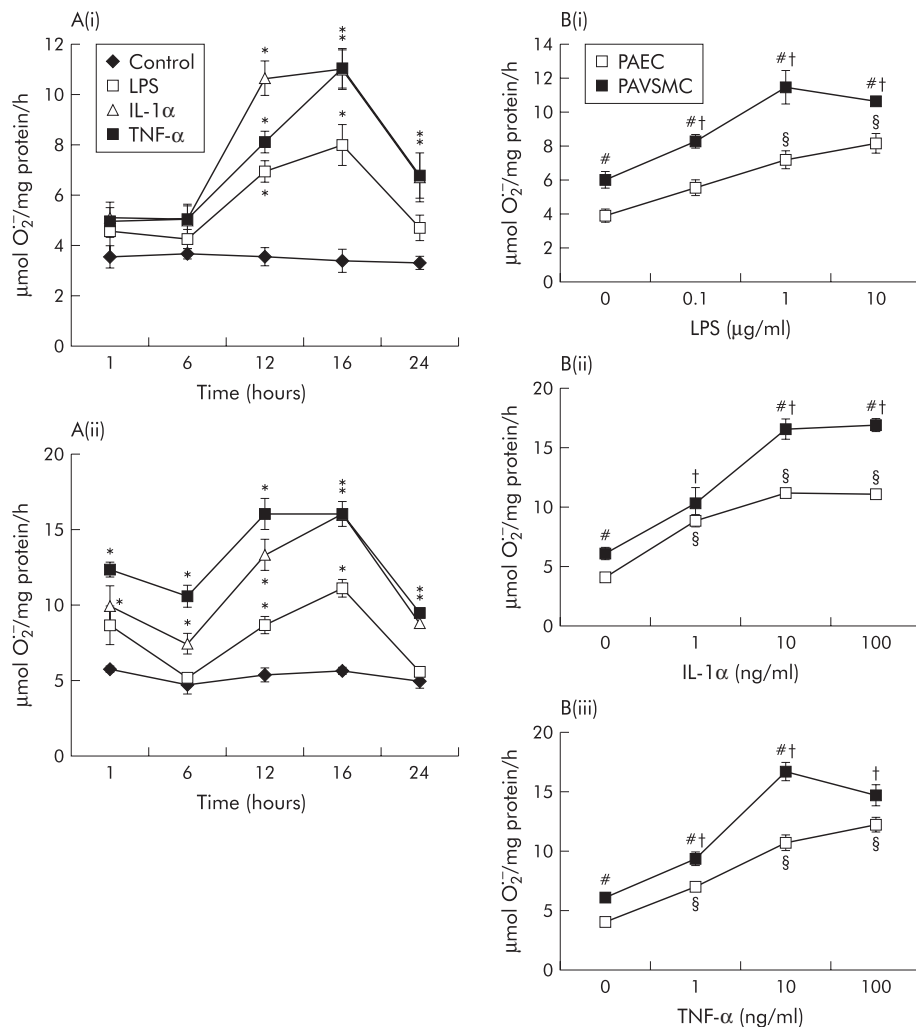 A(i)
Control
LPS
IL-1α
TNF-α
μmol O₂·̄/mg protein/h
12
10
8
6
4
2
0
* * * * * * * * *
1 6 12 16 24
Time (hours)
A(ii)
μmol O₂·̄/mg protein/h
20
15
10
5
0
* * * * * * * * * * * *
1 6 12 16 24
Time (hours)
B(i)
PAEC
PAVSMC
μmol O₂·̄/mg protein/h
14
12
10
8
6
4
2
0
# #† #† #†
§ §
0 0.1 1 10
LPS (μg/ml)
B(ii)
μmol O₂·̄/mg protein/h
20
15
10
5
0
# † #† #†
§ § §
0 1 10 100
IL-1α (ng/ml)
B(iii)
μmol O₂·̄/mg protein/h
20
15
10
5
0
# #† #† †
§ § §
0 1 10 100
TNF-α (ng/ml)